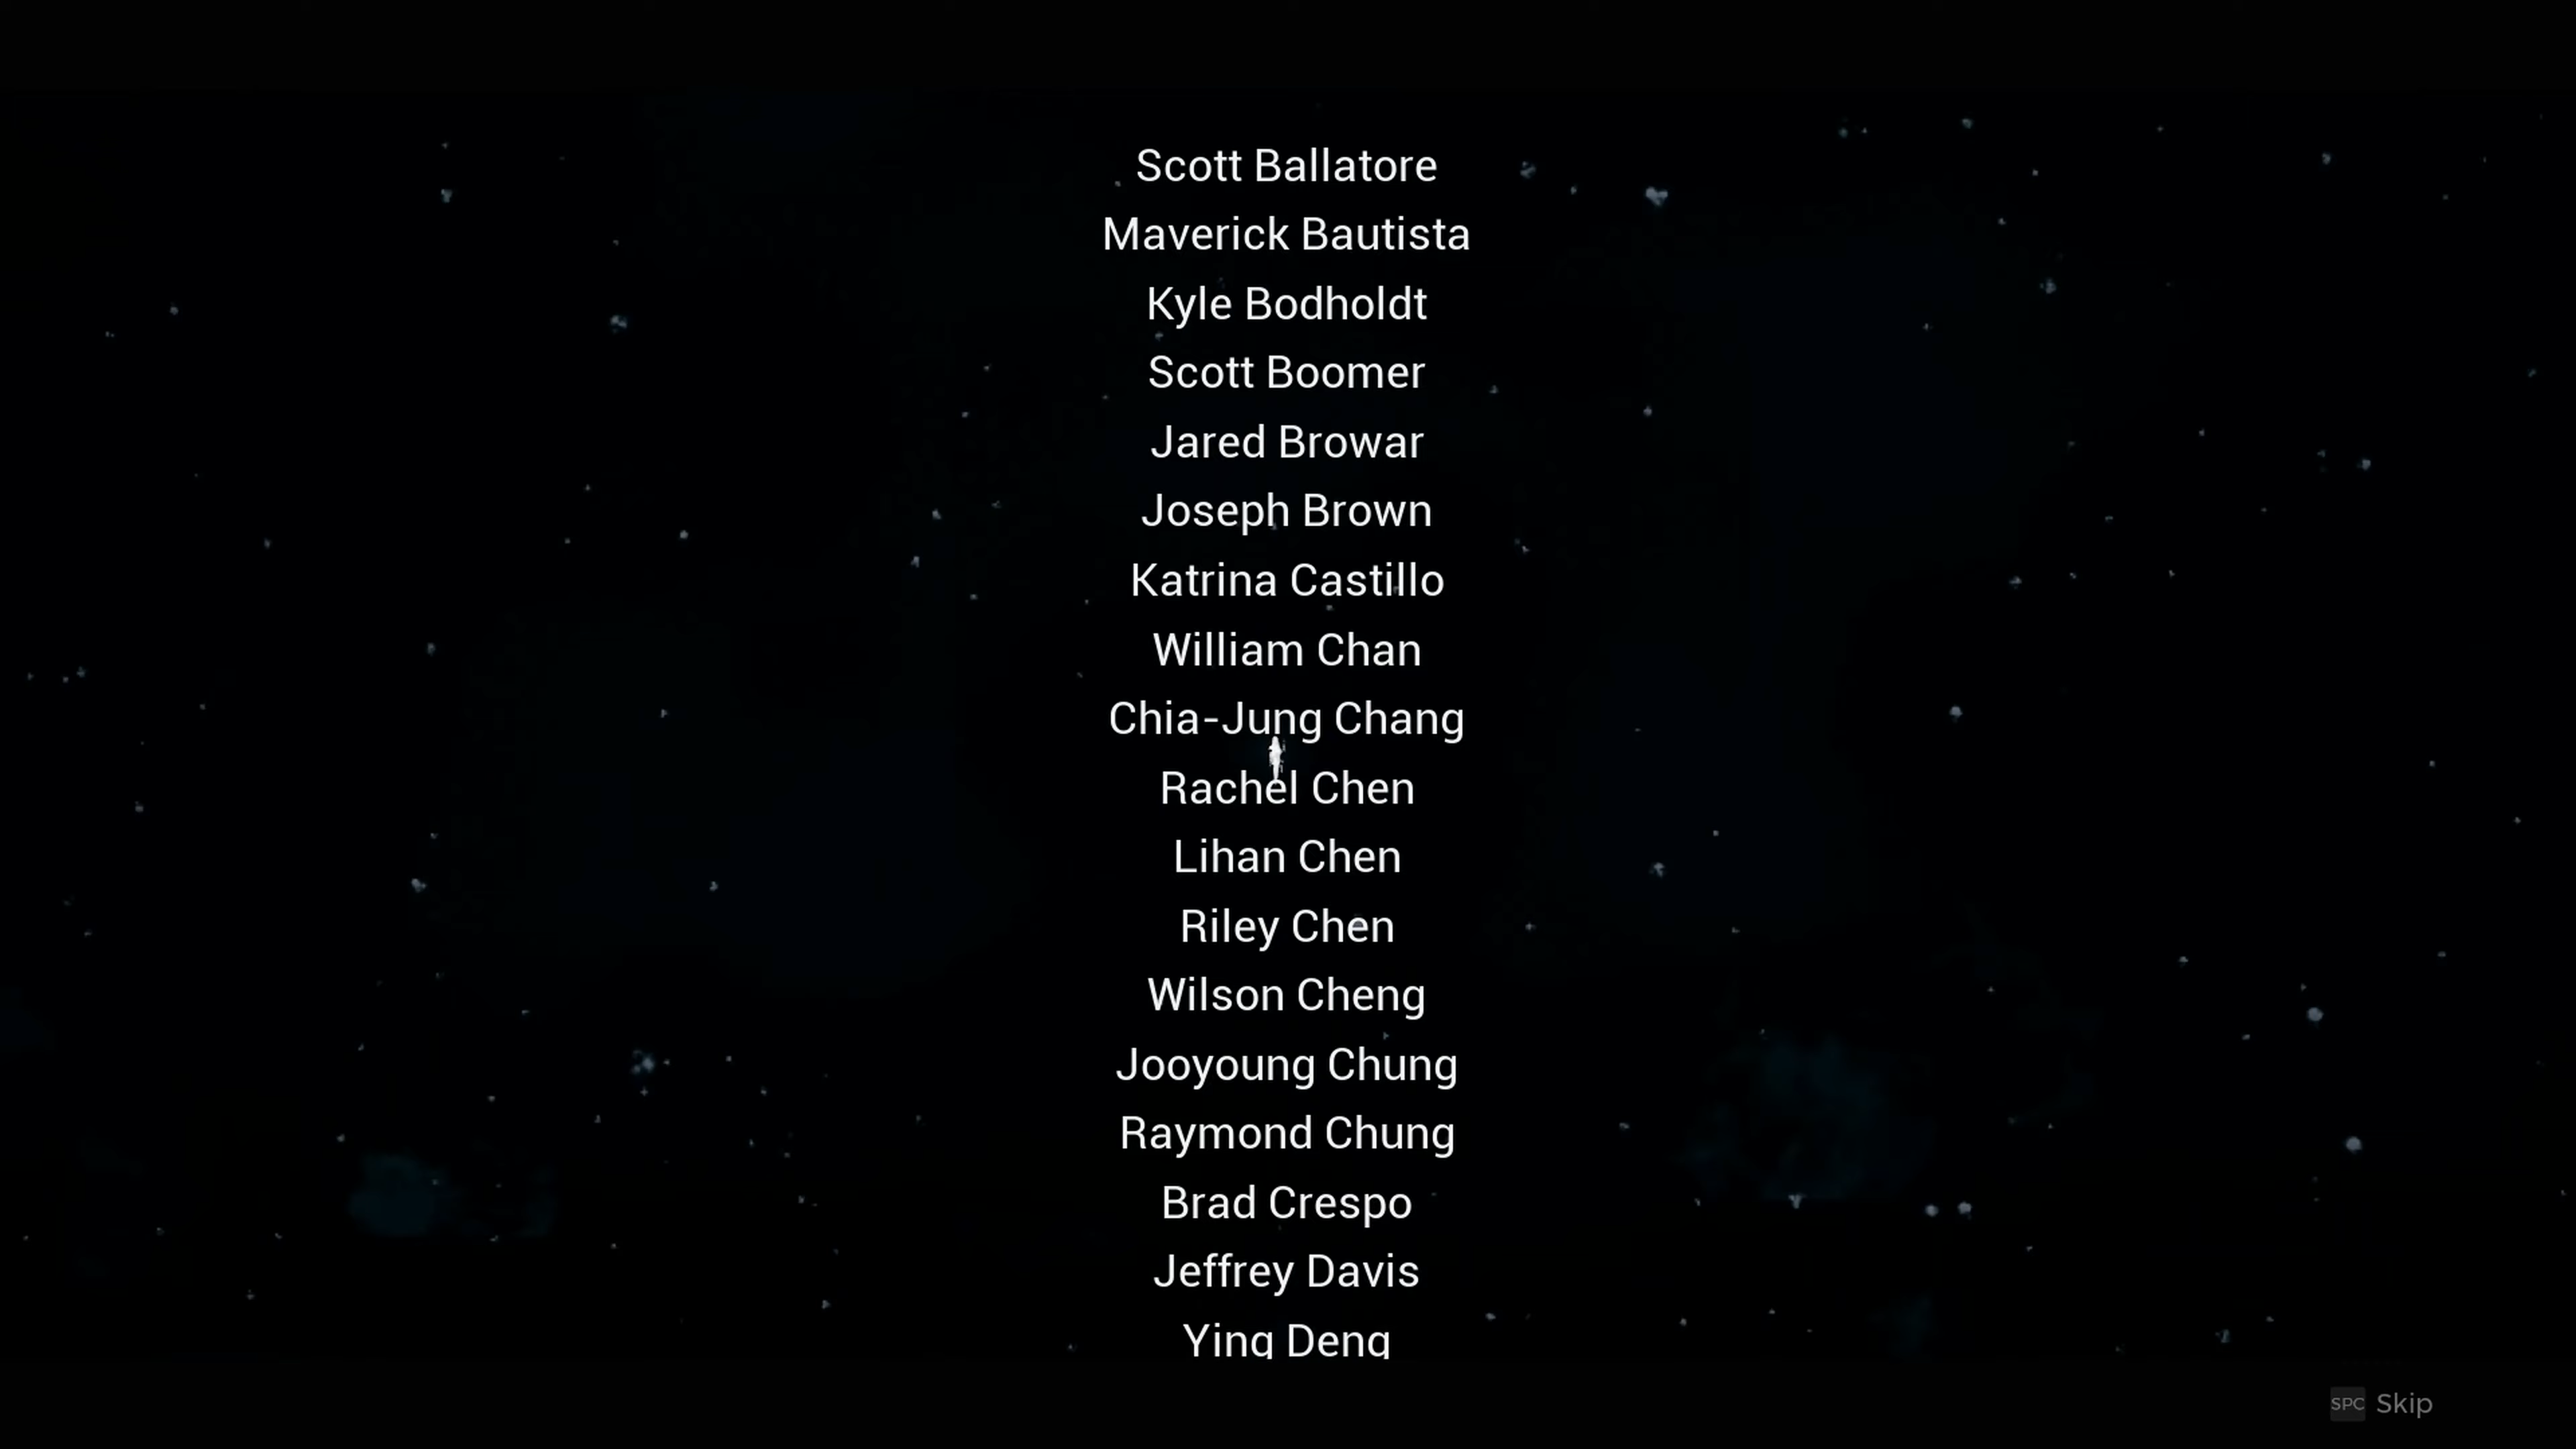 Scott Ballatore
Maverick Bautista
Kyle Bodholdt
Scott Boomer
Jared Browar
Joseph Brown
Katrina Castillo
William Chan
Chia-Jung Chang
Rachel Chen
Lihan Chen
Riley Chen
Wilson Cheng
Jooyoung Chung
Raymond Chung
Brad Crespo
Jeffrey Davis
Ying Deng
SPC Skip